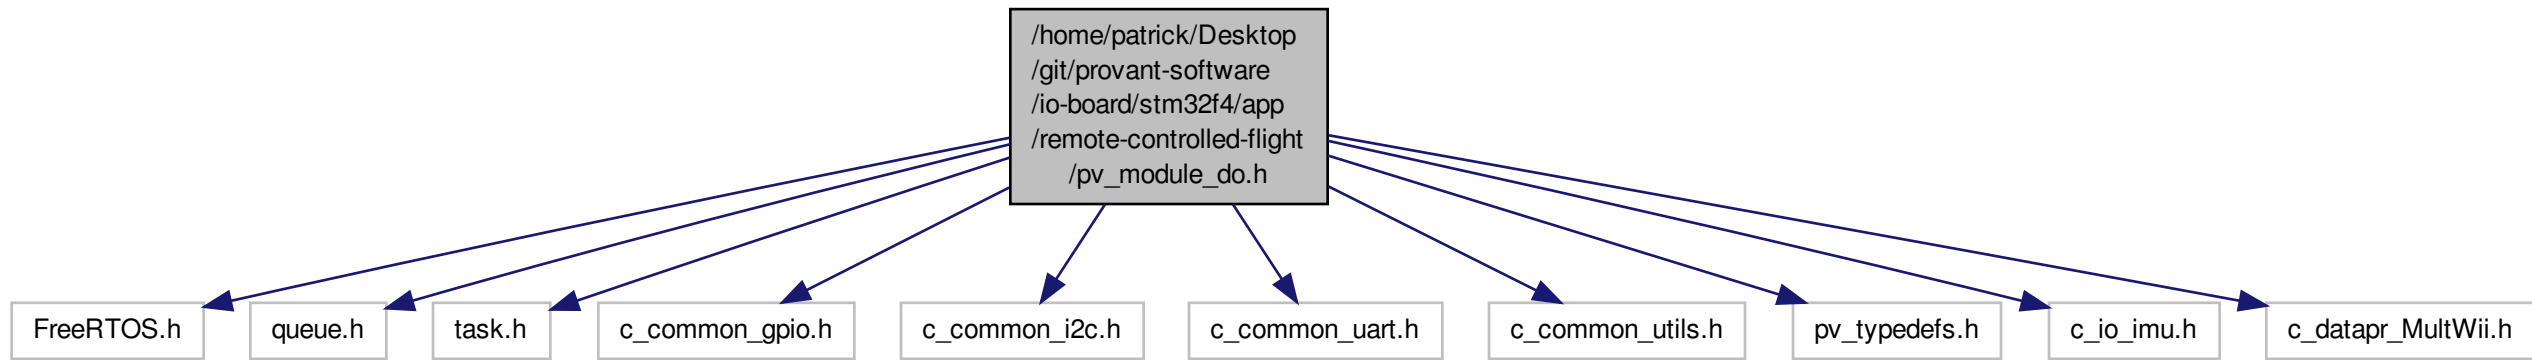 /home/patrick/Desktop
/git/provant-software
/io-board/stm32f4/app
/remote-controlled-flight
/pv_module_do.h
FreeRTOS.h
queue.h
task.h
c_common_gpio.h
c_common_i2c.h
c_common_uart.h
c_common_utils.h
pv_typedefs.h
c_io_imu.h
c_datapr_MultWii.h